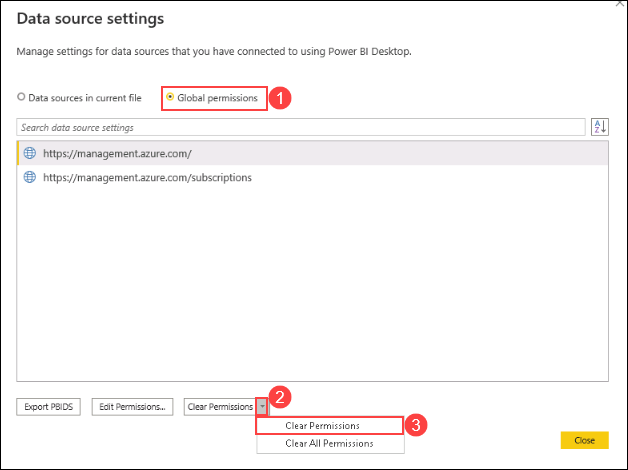 Data source settings
Manage settings for data sources that you have connected to using Power BI Desktop.
Data sources in current file
Global permissions
1
Search data source settings
A
Z
https://management.azure.com/
https://management.azure.com/subscriptions
Export PBIDS
Edit Permissions...
Clear Permissions
2
Clear Permissions
3
Clear All Permissions
Close